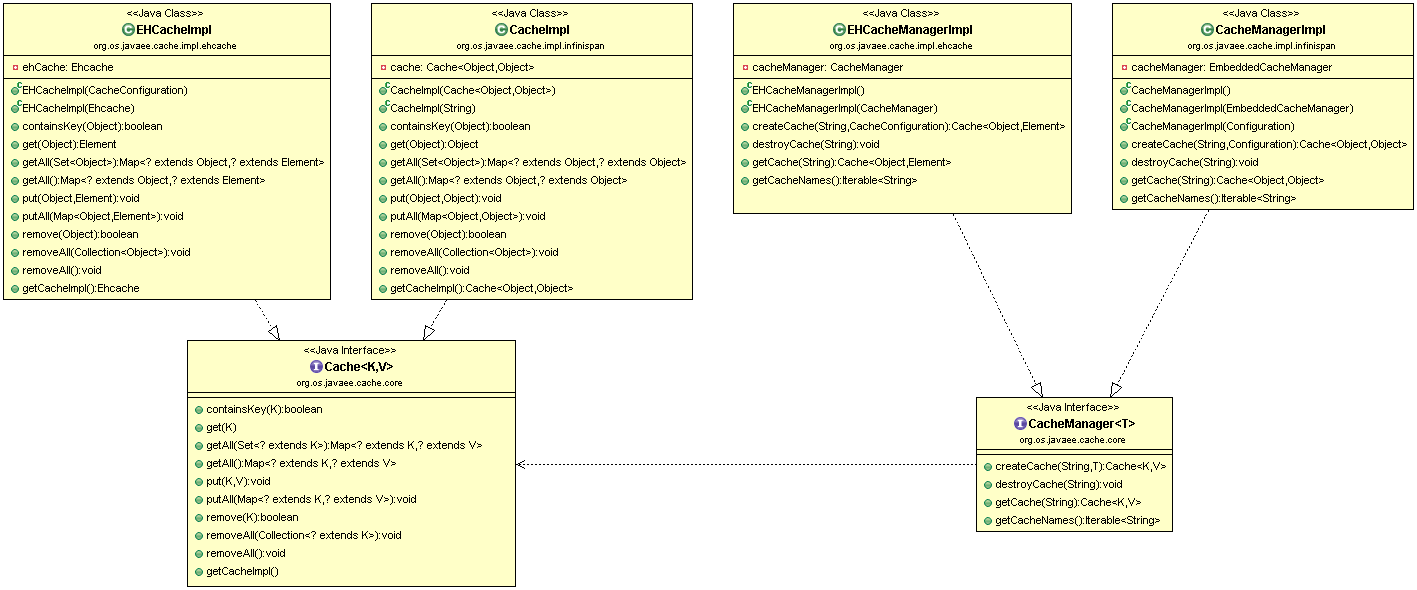 <<Java Class>>
EHCacheImpl
org.os.javaee.cache.impl.ehcache
ehCache: Ehcache
EHCacheImpl(CacheConfiguration)
EHCacheImpl(Ehcache)
containsKey(Object):boolean
get(Object):Element
getAll(Set<Object>):Map<? extends Object,? extends Element>
getAll():Map<? extends Object,? extends Element>
put(Object,Element):void
putAll(Map<Object,Element>):void
remove(Object):boolean
removeAll(Collection<Object>):void
removeAll():void
getCacheImpl():Ehcache
<<Java Class>>
CacheImpl
org.os.javaee.cache.impl.infinispan
cache: Cache<Object,Object>
CacheImpl(Cache<Object,Object>)
CacheImpl(String)
containsKey(Object):boolean
get(Object):Object
getAll(Set<Object>):Map<? extends Object,? extends Object>
getAll():Map<? extends Object,? extends Object>
put(Object,Object):void
putAll(Map<Object,Object>):void
remove(Object):boolean
removeAll(Collection<Object>):void
removeAll():void
getCacheImpl():Cache<Object,Object>
<<Java Class>>
EHCacheManagerImpl
org.os.javaee.cache.impl.ehcache
cacheManager: CacheManager
EHCacheManagerImpl()
EHCacheManagerImpl(CacheManager)
createCache(String,CacheConfiguration):Cache<Object,Element>
destroyCache(String):void
getCache(String):Cache<Object,Element>
getCacheNames():Iterable<String>
<<Java Class>>
CacheManagerImpl
org.os.javaee.cache.impl.infinispan
cacheManager: EmbeddedCacheManager
CacheManagerImpl()
CacheManagerImpl(EmbeddedCacheManager)
CacheManagerImpl(Configuration)
createCache(String,Configuration):Cache<Object,Object>
destroyCache(String):void
getCache(String):Cache<Object,Object>
getCacheNames():Iterable<String>
<<Java Interface>>
Cache<K,V>
org.os.javaee.cache.core
containsKey(K):boolean
get(K)
getAll(Set<? extends K>):Map<? extends K,? extends V>
getAll():Map<? extends K,? extends V>
put(K,V):void
putAll(Map<? extends K,? extends V>):void
remove(K):boolean
removeAll(Collection<? extends K>):void
removeAll():void
getCacheImpl()
<<Java Interface>>
CacheManager<T>
org.os.javaee.cache.core
createCache(String,T):Cache<K,V>
destroyCache(String):void
getCache(String):Cache<K,V>
getCacheNames():Iterable<String>